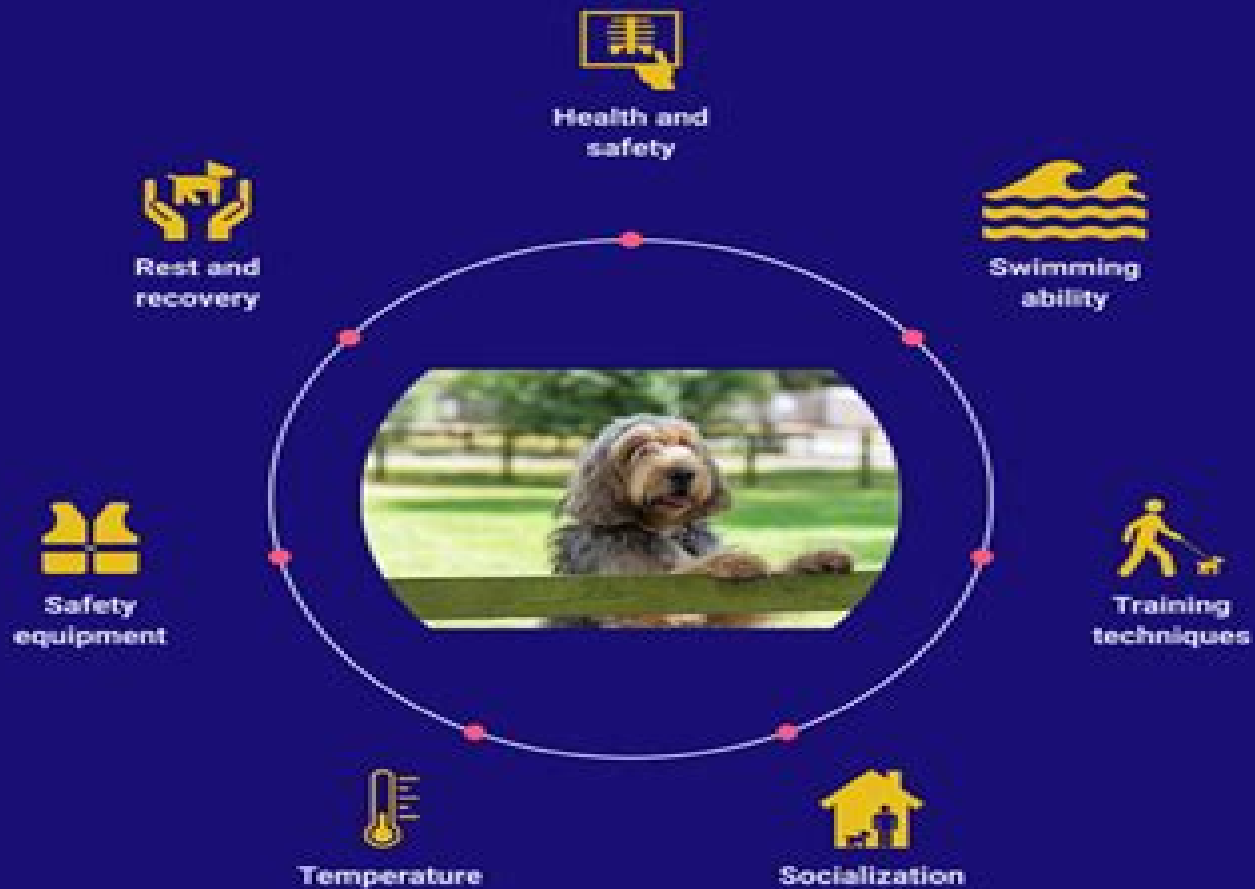 Health and
safety
Swimming
ability
Training
techniques
Socialization
Temperature
Safety
equipment
Rest and
recovery